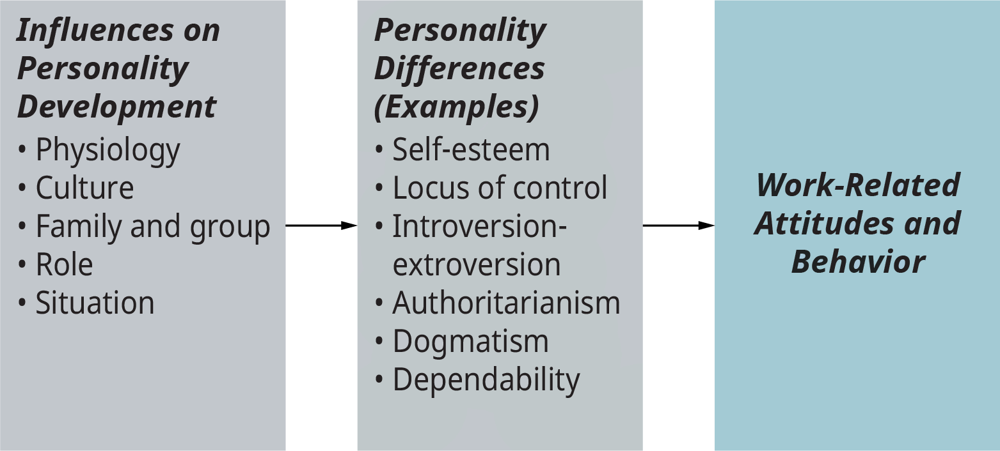 Influences on
Personality
Development
• Physiology
• Culture
• Family and group
• Role
• Situation
Personality
Differences
(Examples)
• Self-esteem
• Locus of control
• Introversion-
extroversion
• Authoritarianism
• Dogmatism
• Dependability
Work-Related
Attitudes and
Behavior